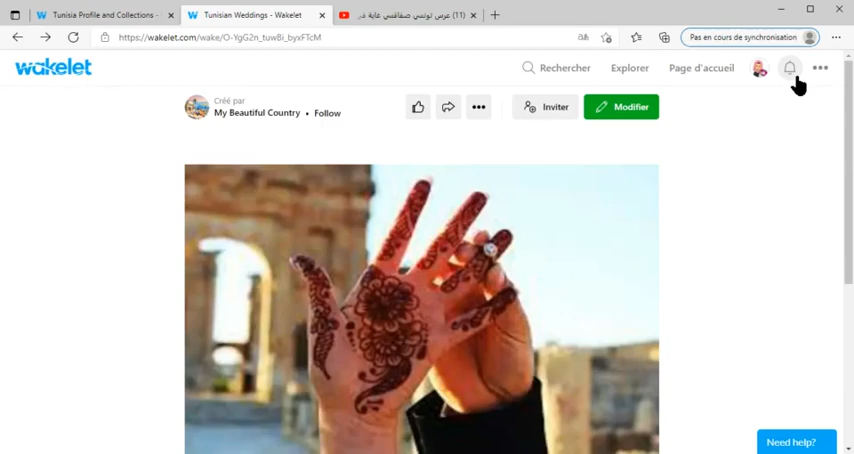 Tunisia Profile and Collections -
Tunisian Weddings - Wakelet
(11) عرس تونسي صفاقسي غاية في
https://wakelet.com/wake/O-YgG2n_tuwBi_byxFTcM
Pas en cours de synchronisation
wakelet
Rechercher
Explorer
Page d'accueil
Créé par
My Beautiful Country • Follow
Inviter
Modifier
Need help?